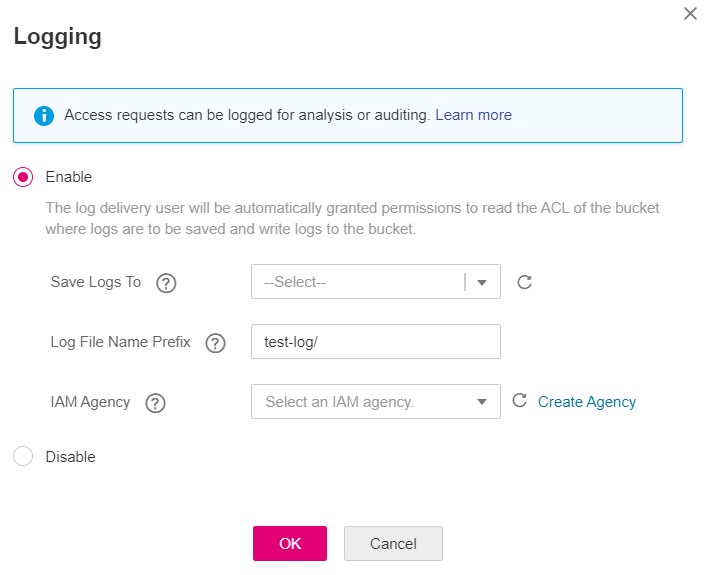 Logging
Access requests can be logged for analysis or auditing. Learn more
Enable
The log delivery user will be automatically granted permissions to read the ACL of the bucket
where logs are to be saved and write logs to the bucket.
Save Logs To ? --Select--
Log File Name Prefix ? test-log/
IAM Agency ? Select an IAM agency. Create Agency
Disable
OK Cancel